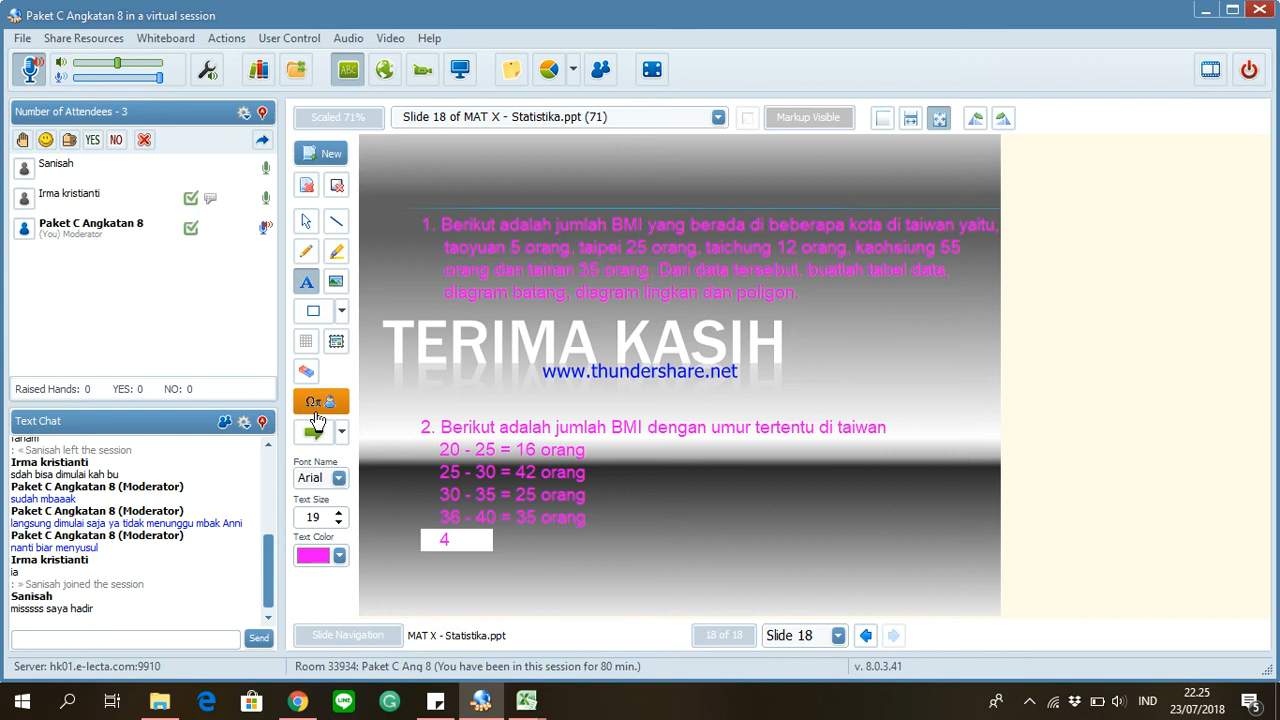 Paket C Angkatan 8 in a virtual session
File Share Resources Whiteboard Actions User Control Audio Video Help
ABC
Number of Attendees - 3
YES NO
Sanisah
Irma kristianti
Paket C Angkatan 8
(You) Moderator
Raised Hands: 0 YES: 0 NO: 0
Text Chat
: « Sanisah left the session
Irma kristianti
sdah bisa dimulai kah bu
Paket C Angkatan 8 (Moderator)
sudah mbaaak
Paket C Angkatan 8 (Moderator)
langsung dimulai saja ya tidak menunggu mbak Anni
Paket C Angkatan 8 (Moderator)
nanti biar menyusul
Irma kristianti
ia
: » Sanisah joined the session
Sanisah
misssss saya hadir
Send
Scaled 71%
Slide 18 of MAT X - Statistika.ppt (71)
Markup Visible
New
A
Ωπ
Font Name
Arial
Text Size
19
Text Color
1. Berikut adalah jumlah BMI yang berada di beberapa kota di taiwan yaitu,
taoyuan 5 orang, taipei 25 orang, taichung 12 orang, kaohsiung 55
orang dan tainan 35 orang. Dari data tersebut, buatlah tabel data,
diagram batang, diagram lingkan dan poligon.
TERIMA KASIH
www.thundershare.net
2. Berikut adalah jumlah BMI dengan umur tertentu di taiwan
20 - 25 = 16 orang
25 - 30 = 42 orang
30 - 35 = 25 orang
36 - 40 = 35 orang
4
Slide Navigation
MAT X - Statistika.ppt
18 of 18
Slide 18
Server: hk01.e-lecta.com:9910
Room 33934: Paket C Ang 8 (You have been in this session for 80 min.)
v. 8.0.3.41
IND
22.25
23/07/2018
5